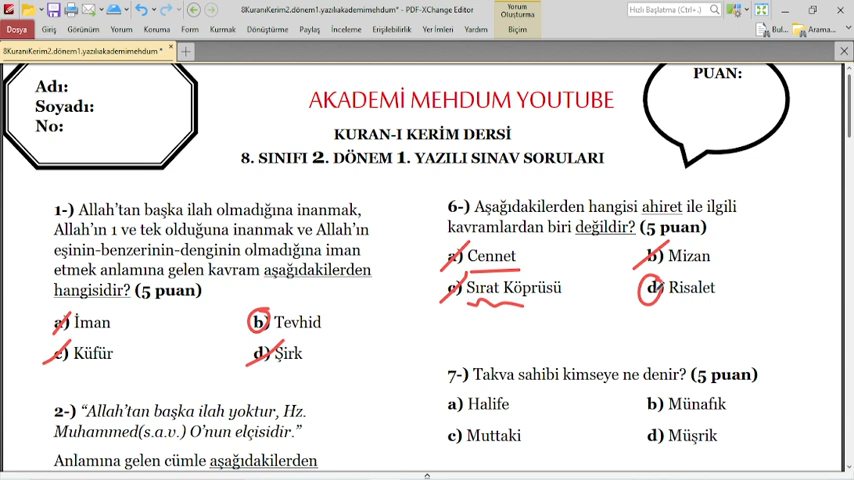 8KuranıKerim2.dönem1.yazılıakademimehdum* - PDF-XChange Editor
Yorum
Oluşturma
Hızlı Başlatma (Ctrl+.)
Dosya Giriş Görünüm Yorum Koruma Form Kurmak Dönüştürme Paylaş İnceleme Erişilebilirlik Yer İmleri Yardım Biçim Bul... Arama...
8KuranıKerim2.dönem1.yazılıakademimehdum *
Adı:
Soyadı:
No:
PUAN:
AKADEMİ MEHDUM YOUTUBE
KURAN-I KERİM DERSİ
8. SINIFI 2. DÖNEM 1. YAZILI SINAV SORULARI
1-) Allah’tan başka ilah olmadığına inanmak,
Allah’ın 1 ve tek olduğuna inanmak ve Allah’ın
eşinin-benzerinin-denginin olmadığına iman
etmek anlamına gelen kavram aşağıdakilerden
hangisidir? (5 puan)
a) İman b) Tevhid
c) Küfür d) Şirk
2-) “Allah’tan başka ilah yoktur, Hz.
Muhammed(s.a.v.) O’nun elçisidir.”
Anlamına gelen cümle aşağıdakilerden
6-) Aşağıdakilerden hangisi ahiret ile ilgili
kavramlardan biri değildir? (5 puan)
a) Cennet b) Mizan
c) Sırat Köprüsü d) Risalet
7-) Takva sahibi kimseye ne denir? (5 puan)
a) Halife b) Münafık
c) Muttaki d) Müşrik